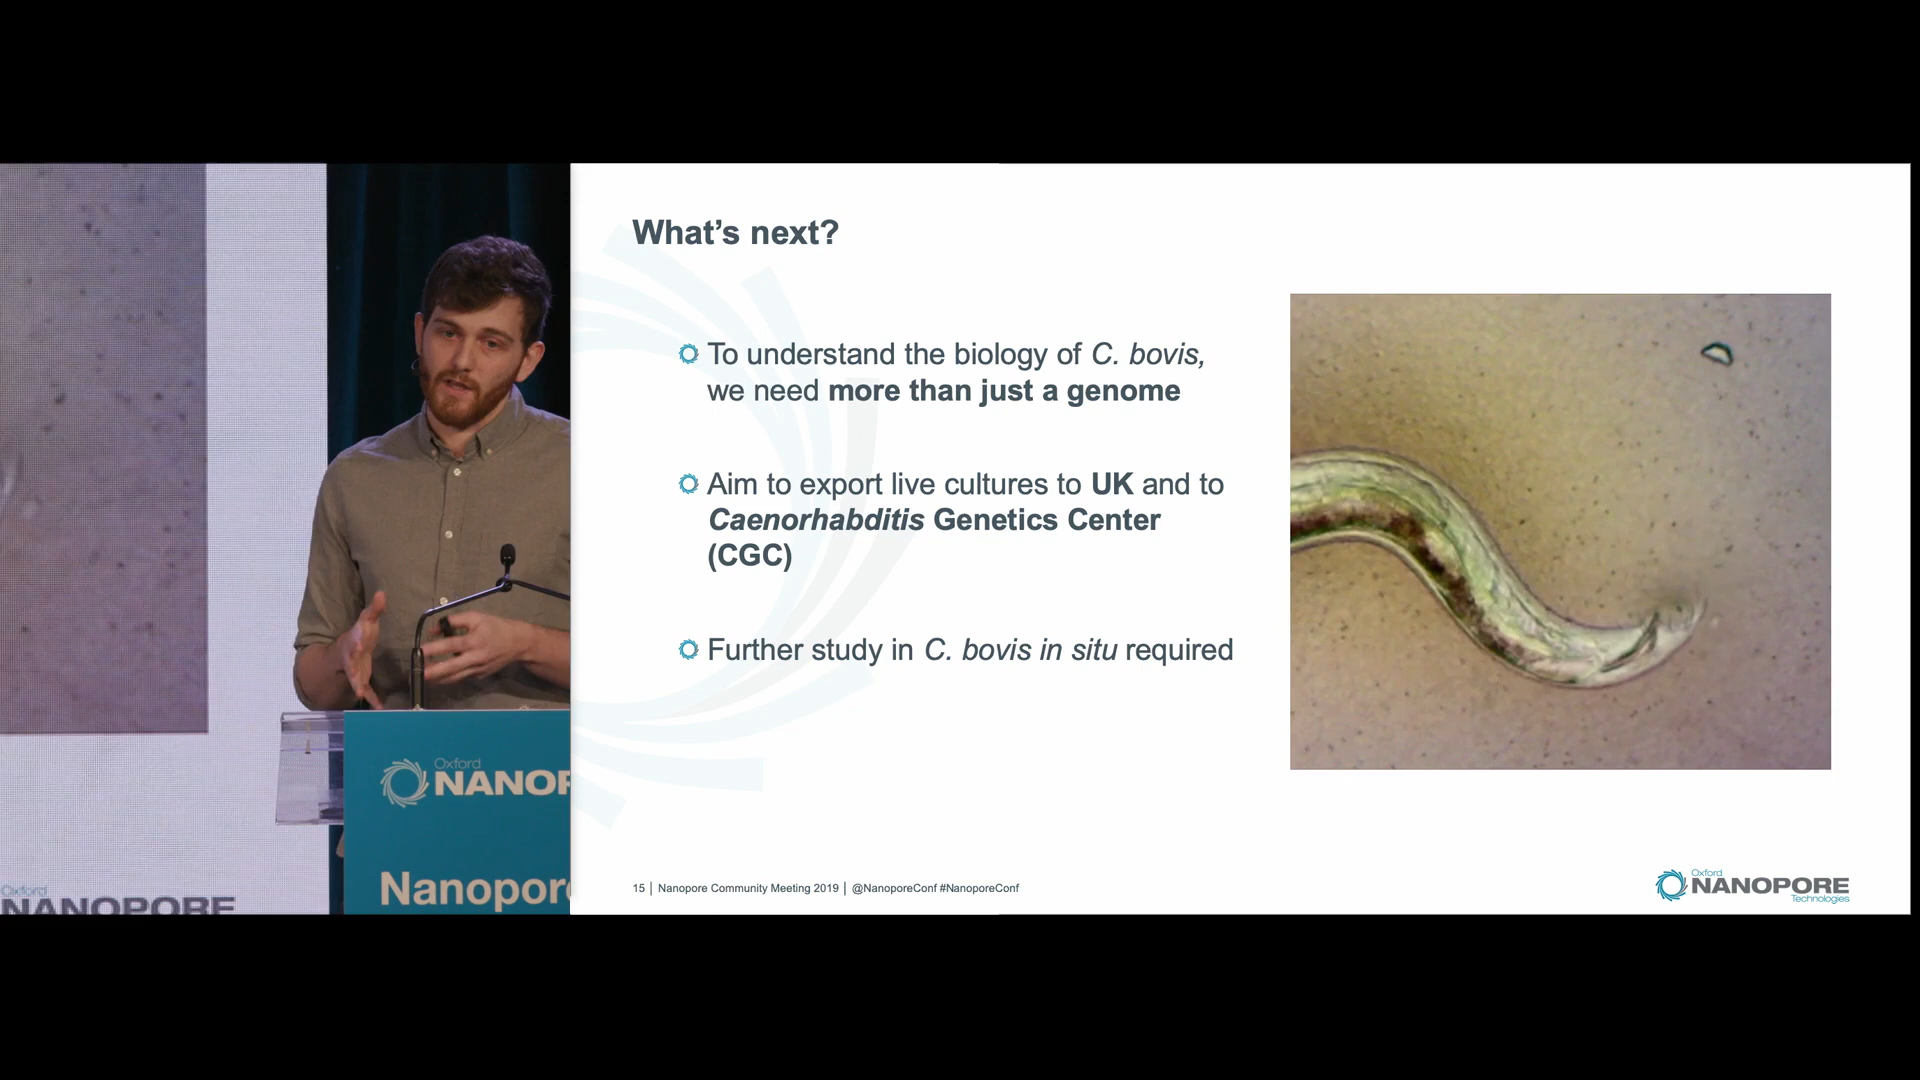 What's next?
To understand the biology of C. bovis,
we need more than just a genome
Aim to export live cultures to UK and to
Caenorhabditis Genetics Center
(CGC)
Further study in C. bovis in situ required
15 | Nanopore Community Meeting 2019 | @NanoporeConf #NanoporeConf
Oxford
NANOPORE
Technologies
Oxford
NANOP
Nanopor
Oxford
NANOPORE